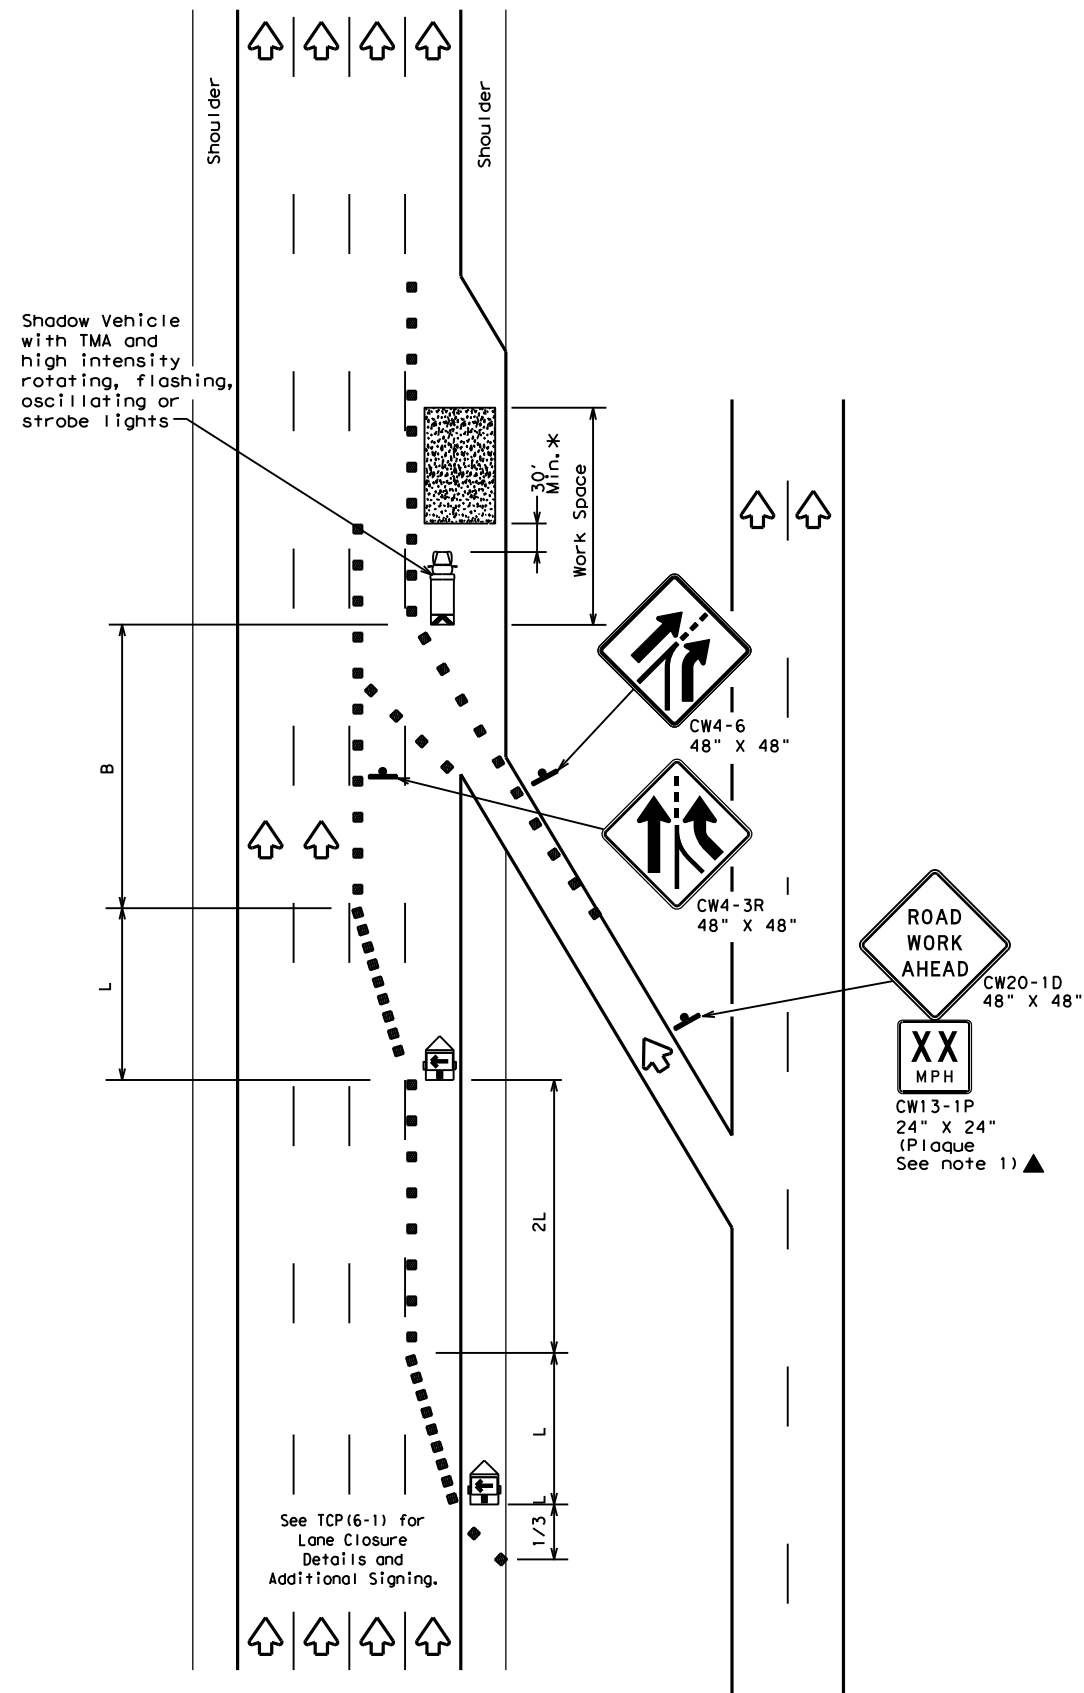 Shoulder
Shoulder
Shadow Vehicle
with TMA and
high intensity
rotating, flashing,
oscillating or
strobe lights
30'
Min.*
Work Space
CW4-6
48" X 48"
B
CW4-3R
48" X 48"
ROAD
WORK
AHEAD
CW20-1D
48" X 48"
L
XX
MPH
CW13-1P
24" X 24"
(Plaque
See note 1)▲
2L
L
1/3 L
See TCP(6-1) for
Lane Closure
Details and
Additional Signing.